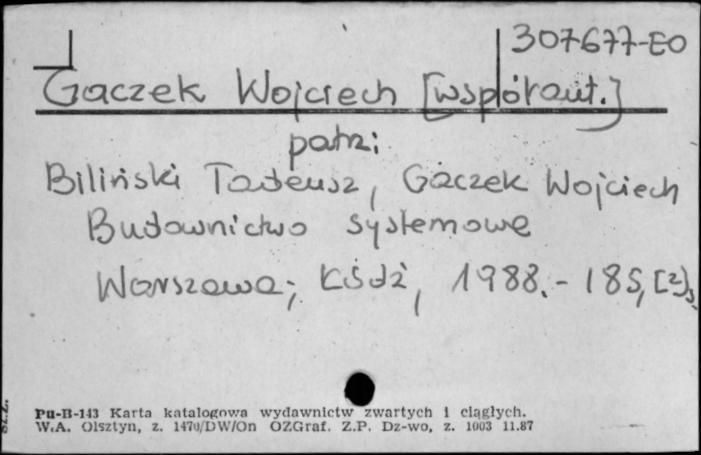 307677-EO
Gaczek Wojciech [współaut.]
patrz:
Biliński Tadeusz, Gaczek Wojciech
Budownictwo systemowe
Warszawa; Łódź, 1988.- 185, [2] s.
Pu-B-143 Karta katalogowa wydawnictw zwartych i ciągłych.
W.A. Olsztyn, z. 1470/DW/On OZGraf. Z.P. Dz-wo, z. 1003 11.87